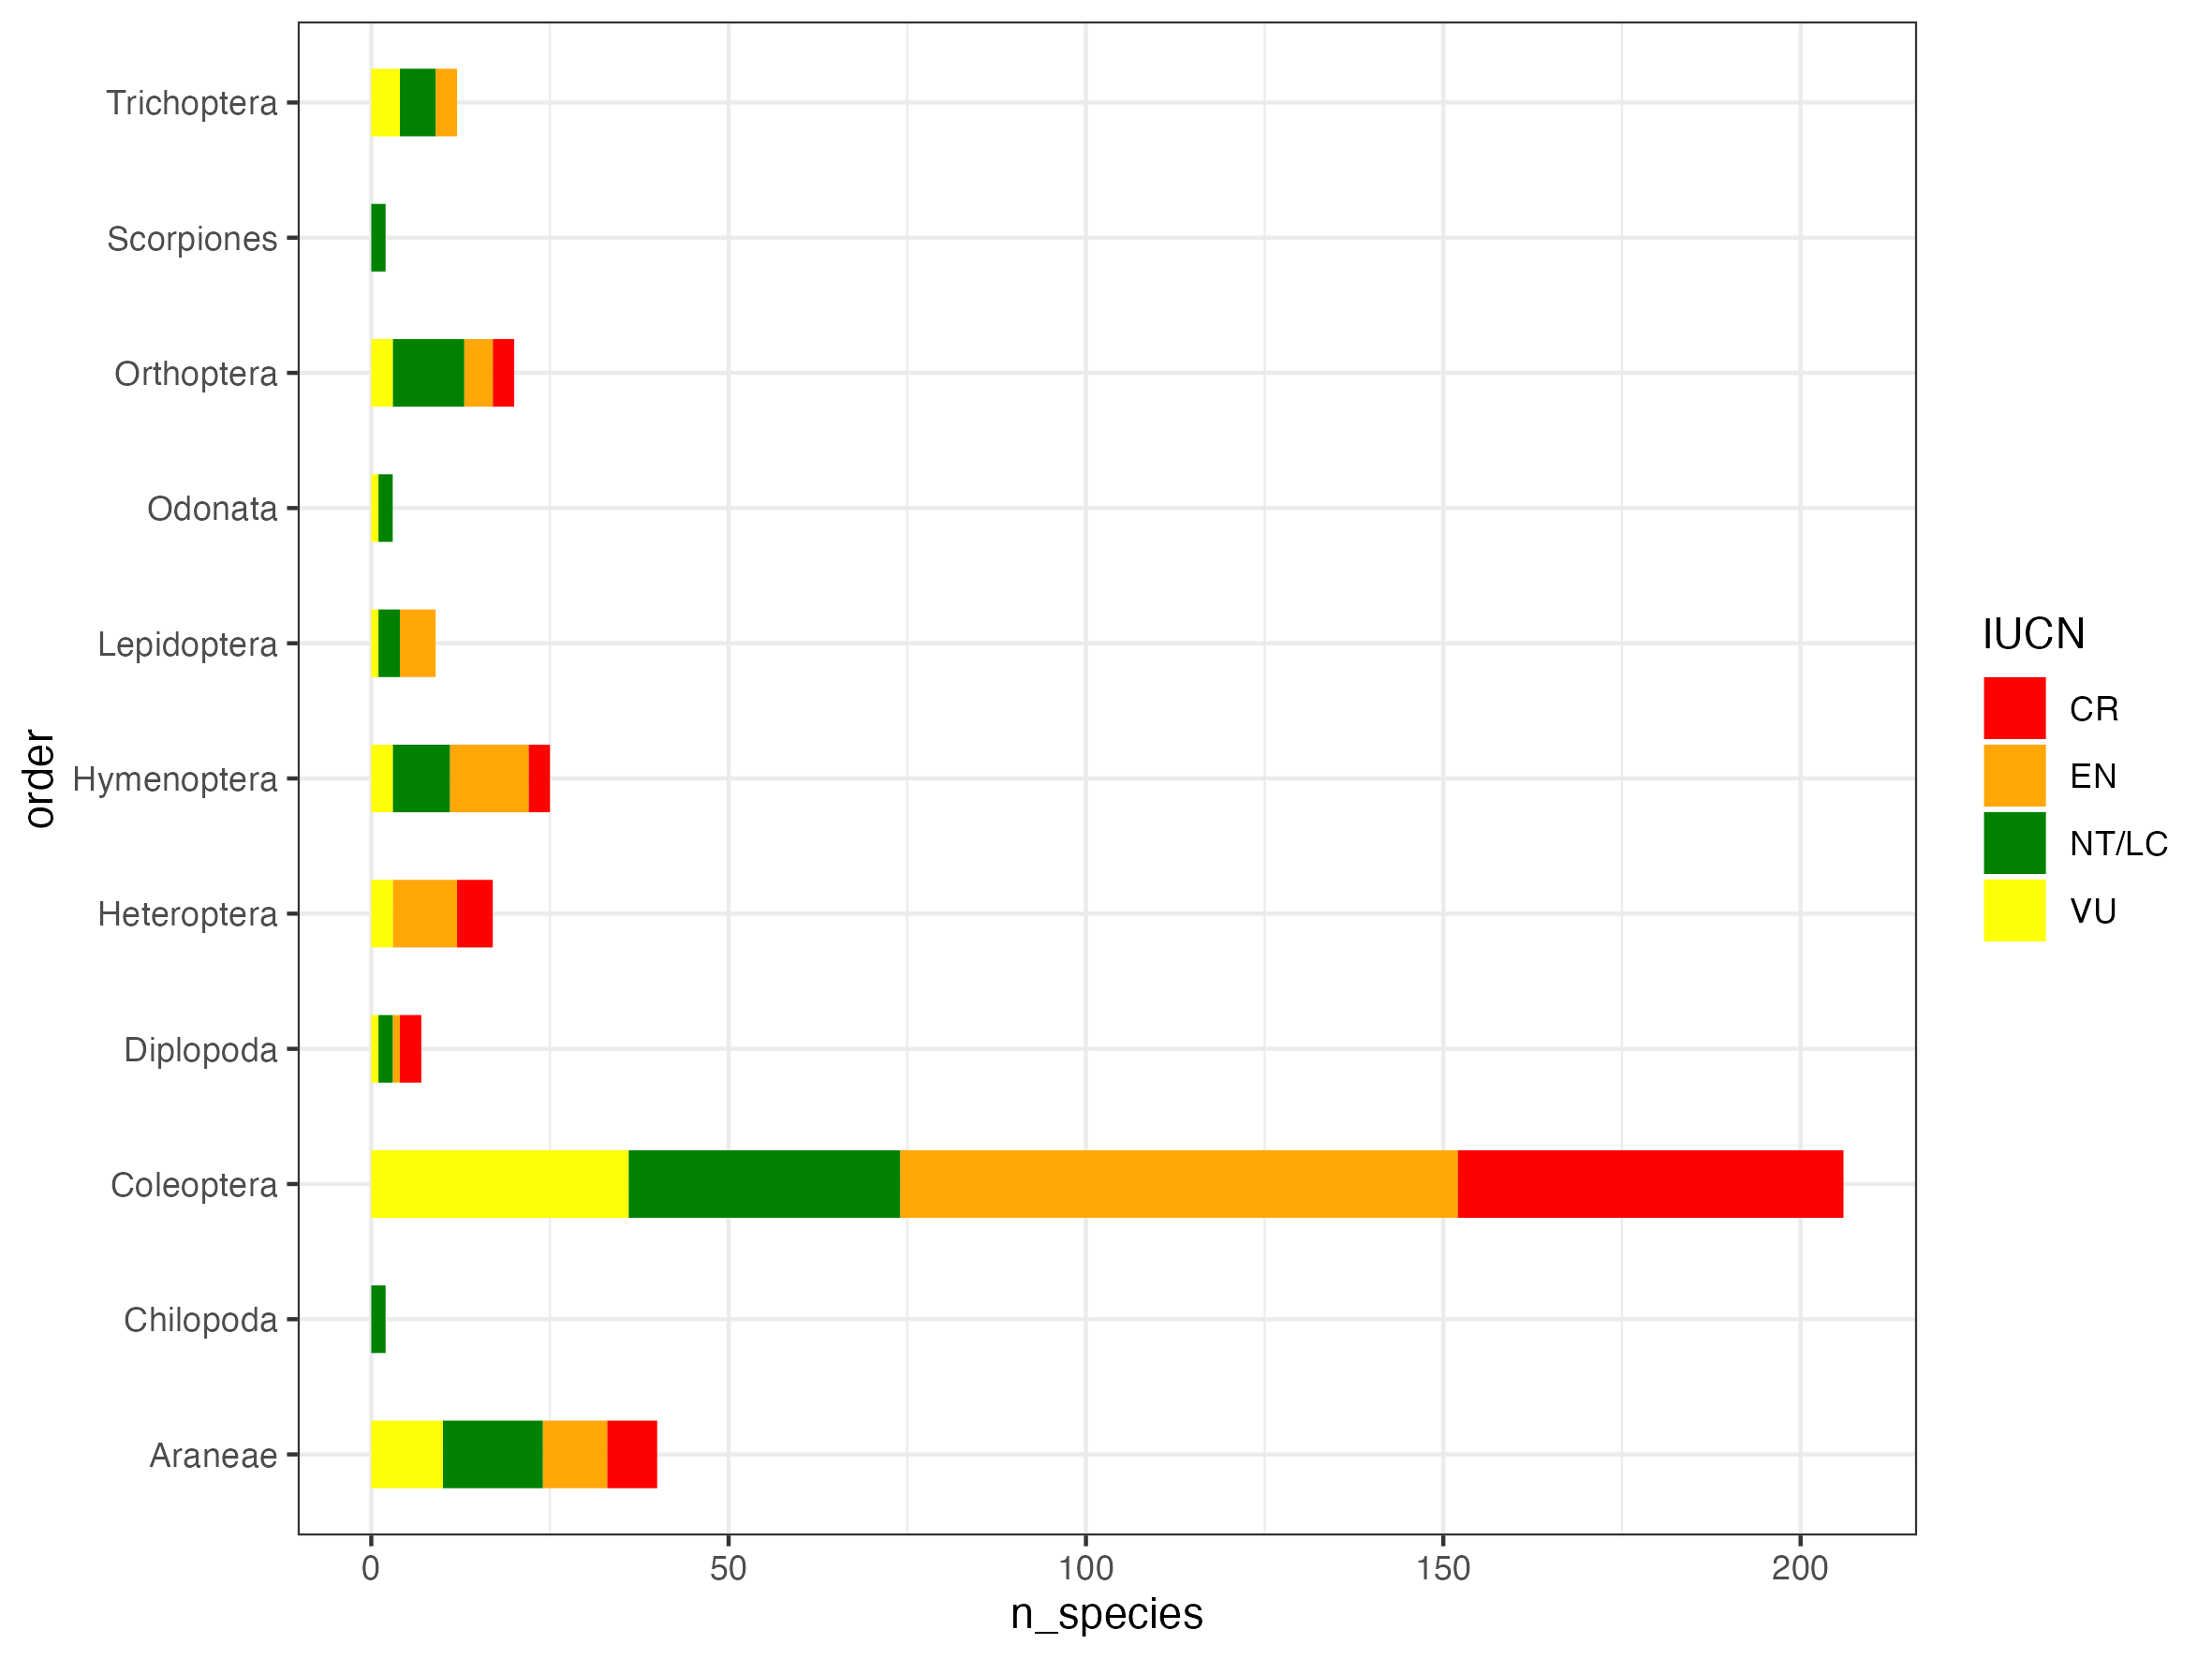 Trichoptera
Scorpiones
Orthoptera
Odonata
Lepidoptera
Hymenoptera
Heteroptera
Diplopoda
Coleoptera
Chilopoda
Araneae
order
0 50 100 150 200
n_species
IUCN
CR
EN
NT/LC
VU